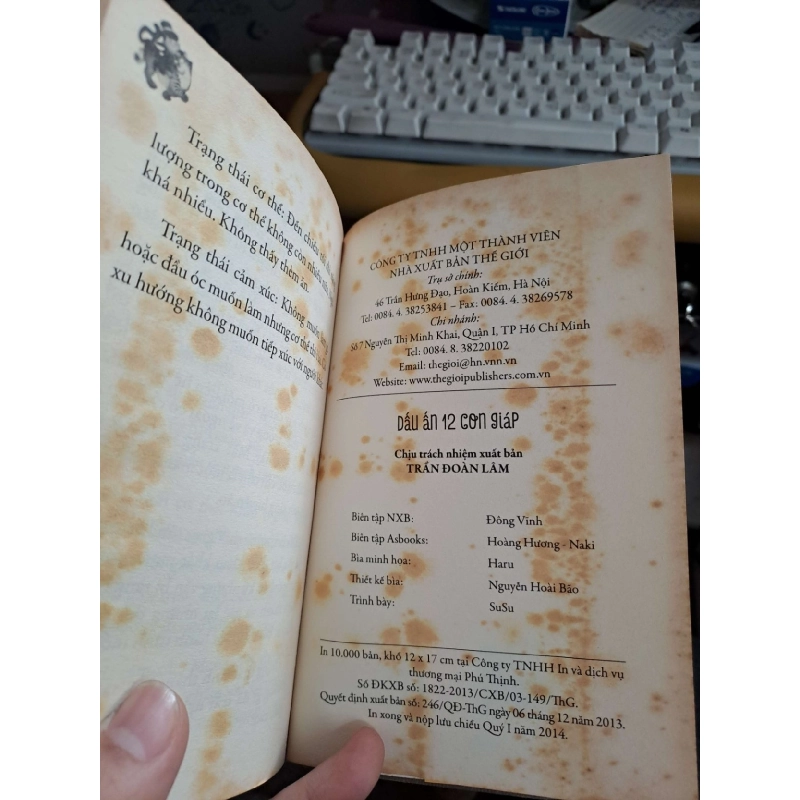 Trạng thái cơ thể: Đến chiều
lượng trong cơ thể không còn nhiều
khá nhiều. Không thấy thèm ăn.
Trạng thái cảm xúc: Không muốn
hoặc đầu óc muốn làm nhưng cơ thể
xu hướng không muốn tiếp xúc với người
CÔNG TY TNHH MỘT THÀNH VIÊN
NHÀ XUẤT BẢN THẾ GIỚI
Trụ sở chính:
46 Trần Hưng Đạo, Hoàn Kiếm, Hà Nội
Tel: 0084. 4. 38253841 – Fax: 0084. 4. 38269578
Chi nhánh:
Số 7 Nguyễn Thị Minh Khai, Quận I, TP Hồ Chí Minh
Tel: 0084. 8. 38220102
Email: thegioi@hn.vnn.vn
Website: www.thegioipublishers.com.vn
Dấu ấn 12 con giáp
Chịu trách nhiệm xuất bản
TRẦN ĐOÀN LÂM
Biên tập NXB: Đông Vĩnh
Biên tập Asbooks: Hoàng Hương - Naki
Bìa minh họa: Haru
Thiết kế bìa: Nguyễn Hoài Bảo
Trình bày: SuSu
In 10.000 bản, khổ 12 x 17 cm tại Công ty TNHH In và dịch vụ
thương mại Phú Thịnh.
Số ĐKXB số: 1822-2013/CXB/03-149/ThG.
Quyết định xuất bản số: 246/QĐ-ThG ngày 06 tháng 12 năm 2013.
In xong và nộp lưu chiểu Quý I năm 2014.